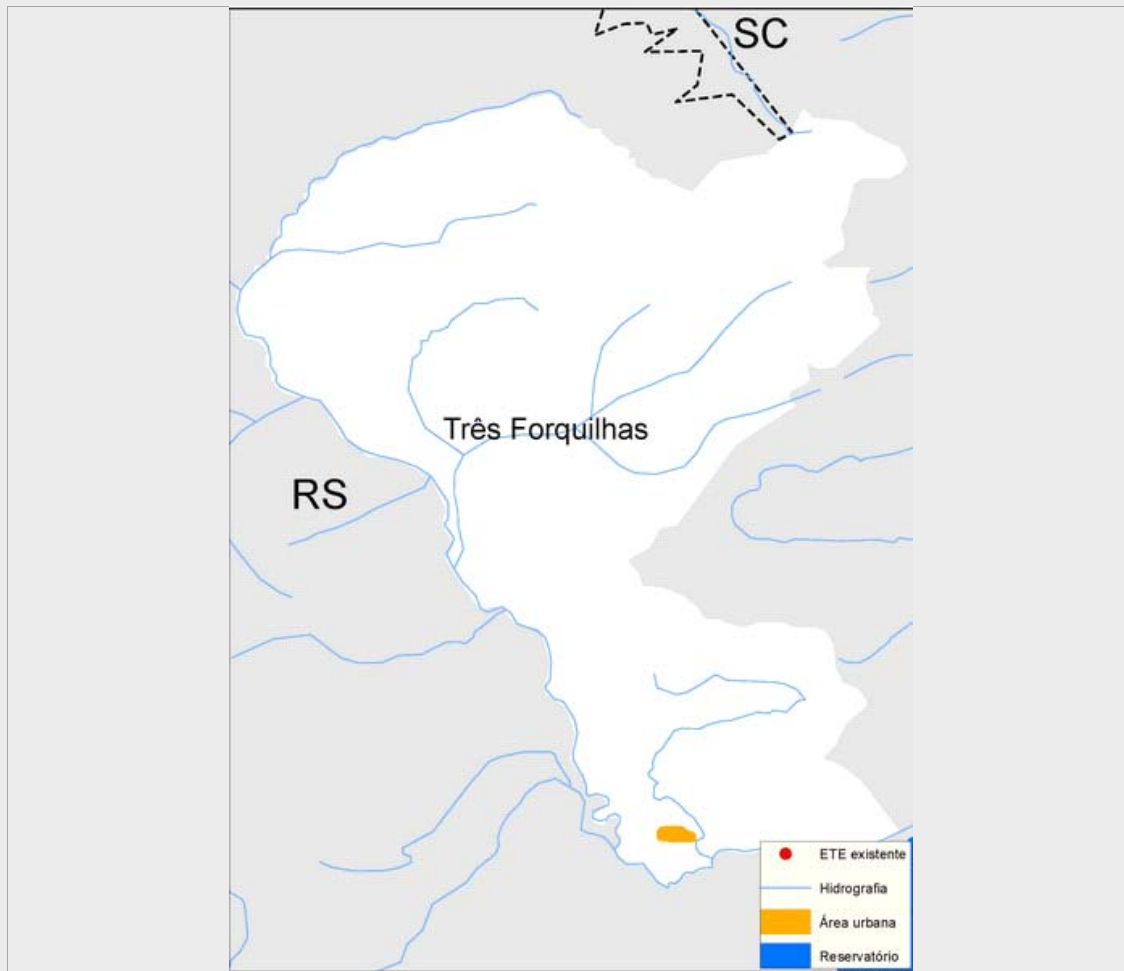 SC
Três Forquilhas
RS
ETE existente
Hidrografia
Área urbana
Reservatório